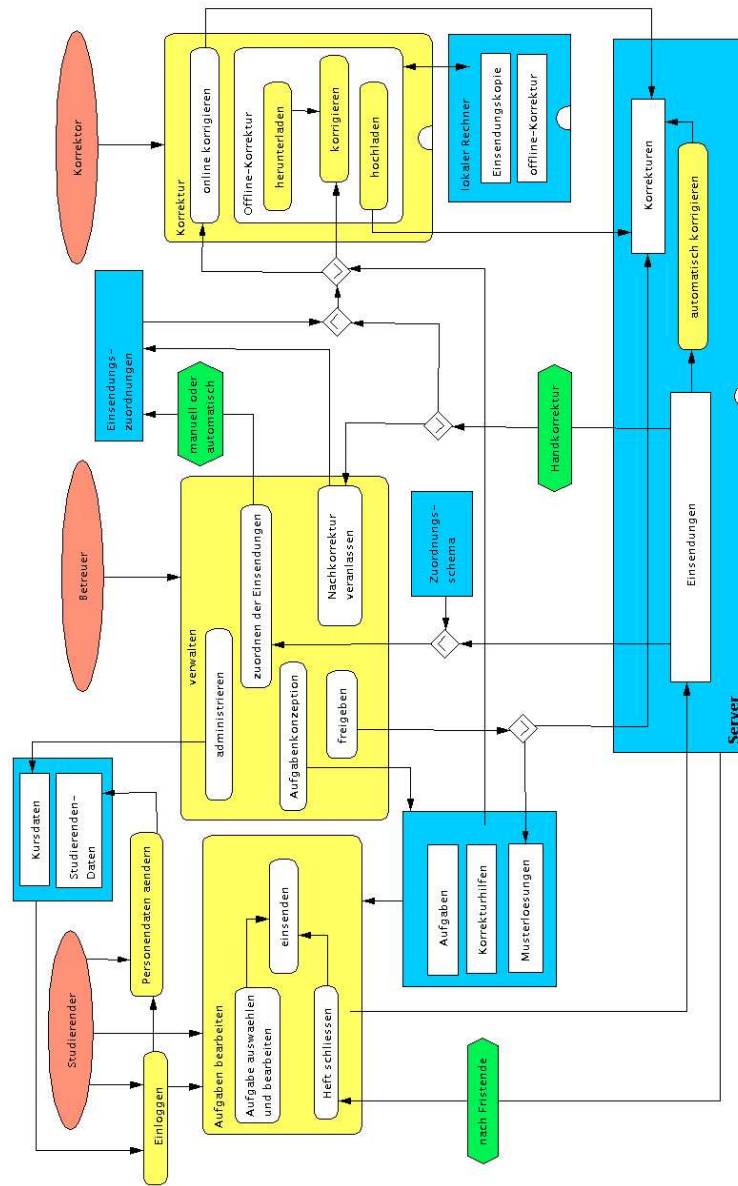 Studierender
Betreuer
Korrektor
Einloggen
Personendaten aendern
Kursdaten
Studierenden-
Daten
Einsendungs-
zuordnungen
manuell oder
automatisch
Aufgaben bearbeiten
Aufgabe auswaehlen
und bearbeiten
einsenden
Heft schliessen
verwalten
administrieren
zuordnen der Einsendungen
Aufgabenkonzeption
freigeben
Nachkorrektur
veranlassen
Korrektur
online korrigieren
Offline-Korrektur
herunterladen
korrigieren
hochladen
lokaler Rechner
Einsendungskopie
offline-Korrektur
Aufgaben
Korrekturhilfen
Musterloesungen
Zuordnungs-
schema
nach Fristende
Handkorrektur
Server
Einsendungen
automatisch korrigieren
Korrekturen